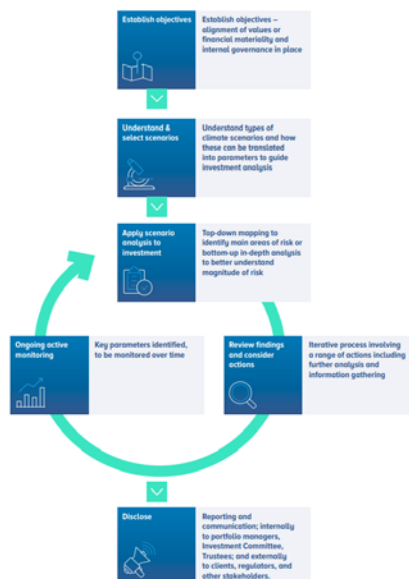 Establish objectives
Establish objectives –
alignment of values or
financial materiality and
internal governance in place
Understand &
select scenarios
Understand types of
climate scenarios and how
these can be translated
into parameters to guide
investment analysis
Apply scenario
analysis to
investment
Top-down mapping to
identify main areas of risk or
bottom-up in-depth analysis
to better understand
magnitude of risk
Ongoing active
monitoring
Key parameters identified,
to be monitored over time
Review findings
and consider
actions
Iterative process involving
a range of actions including
further analysis and
information gathering
Disclose
Reporting and
communication; internally
to portfolio managers,
Investment Committee,
Trustees; and externally
to clients, regulators, and
other stakeholders.